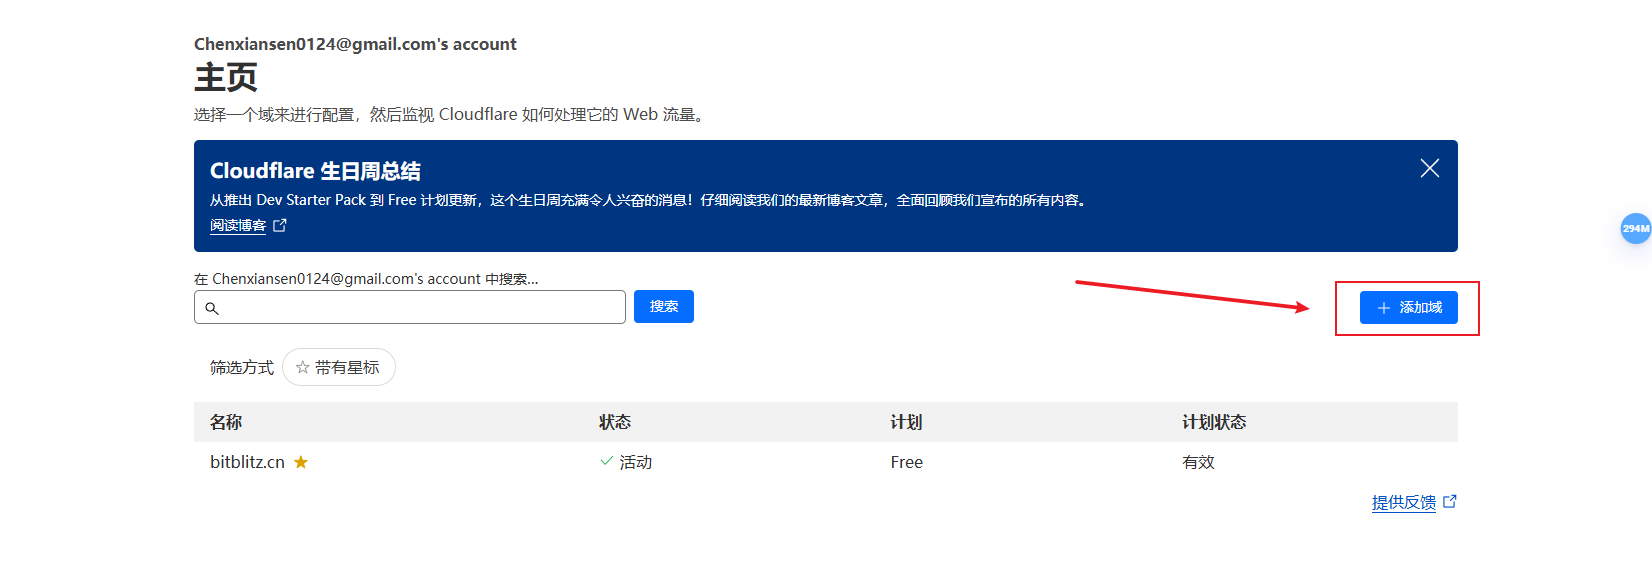 Chenxiansen0124@gmail.com's account
主页
选择一个域来进行配置，然后监视 Cloudflare 如何处理它的 Web 流量。
Cloudflare 生日周总结
从推出 Dev Starter Pack 到 Free 计划更新，这个生日周充满令人兴奋的消息！仔细阅读我们的最新博客文章，全面回顾我们宣布的所有内容。
阅读博客
294M
在 Chenxiansen0124@gmail.com's account 中搜索...
搜索
添加域
筛选方式 带有星标
名称 状态 计划 计划状态
bitblitz.cn 活动 Free 有效
提供反馈